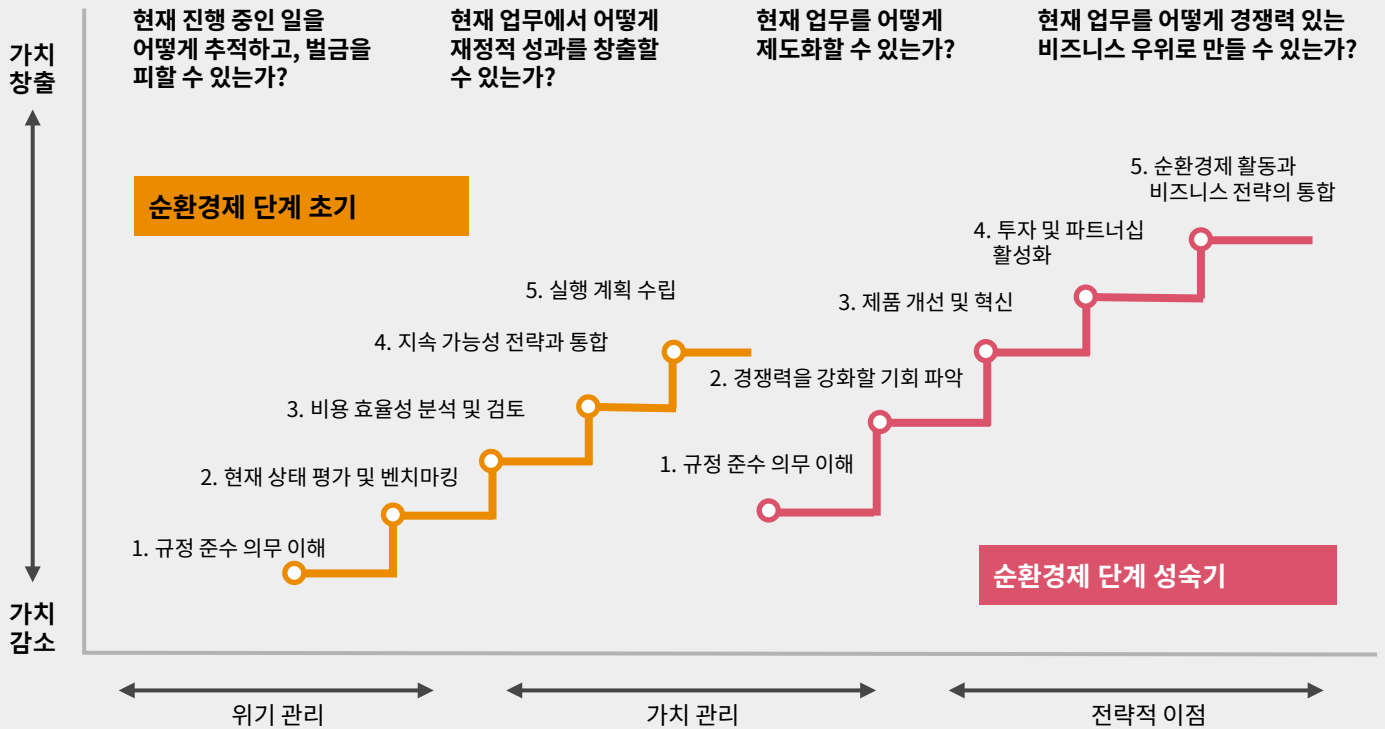 현재 진행 중인 일을
어떻게 추적하고, 벌금을
피할 수 있는가?
현재 업무에서 어떻게
재정적 성과를 창출할
수 있는가?
현재 업무를 어떻게
제도화할 수 있는가?
현재 업무를 어떻게 경쟁력 있는
비즈니스 우위로 만들 수 있는가?
가치
창출
순환경제 단계 초기
5. 실행 계획 수립
4. 지속 가능성 전략과 통합
3. 비용 효율성 분석 및 검토
2. 현재 상태 평가 및 벤치마킹
1. 규정 준수 의무 이해
5. 순환경제 활동과
비즈니스 전략의 통합
4. 투자 및 파트너십
활성화
3. 제품 개선 및 혁신
2. 경쟁력을 강화할 기회 파악
1. 규정 준수 의무 이해
순환경제 단계 성숙기
가치
감소
위기 관리
가치 관리
전략적 이점